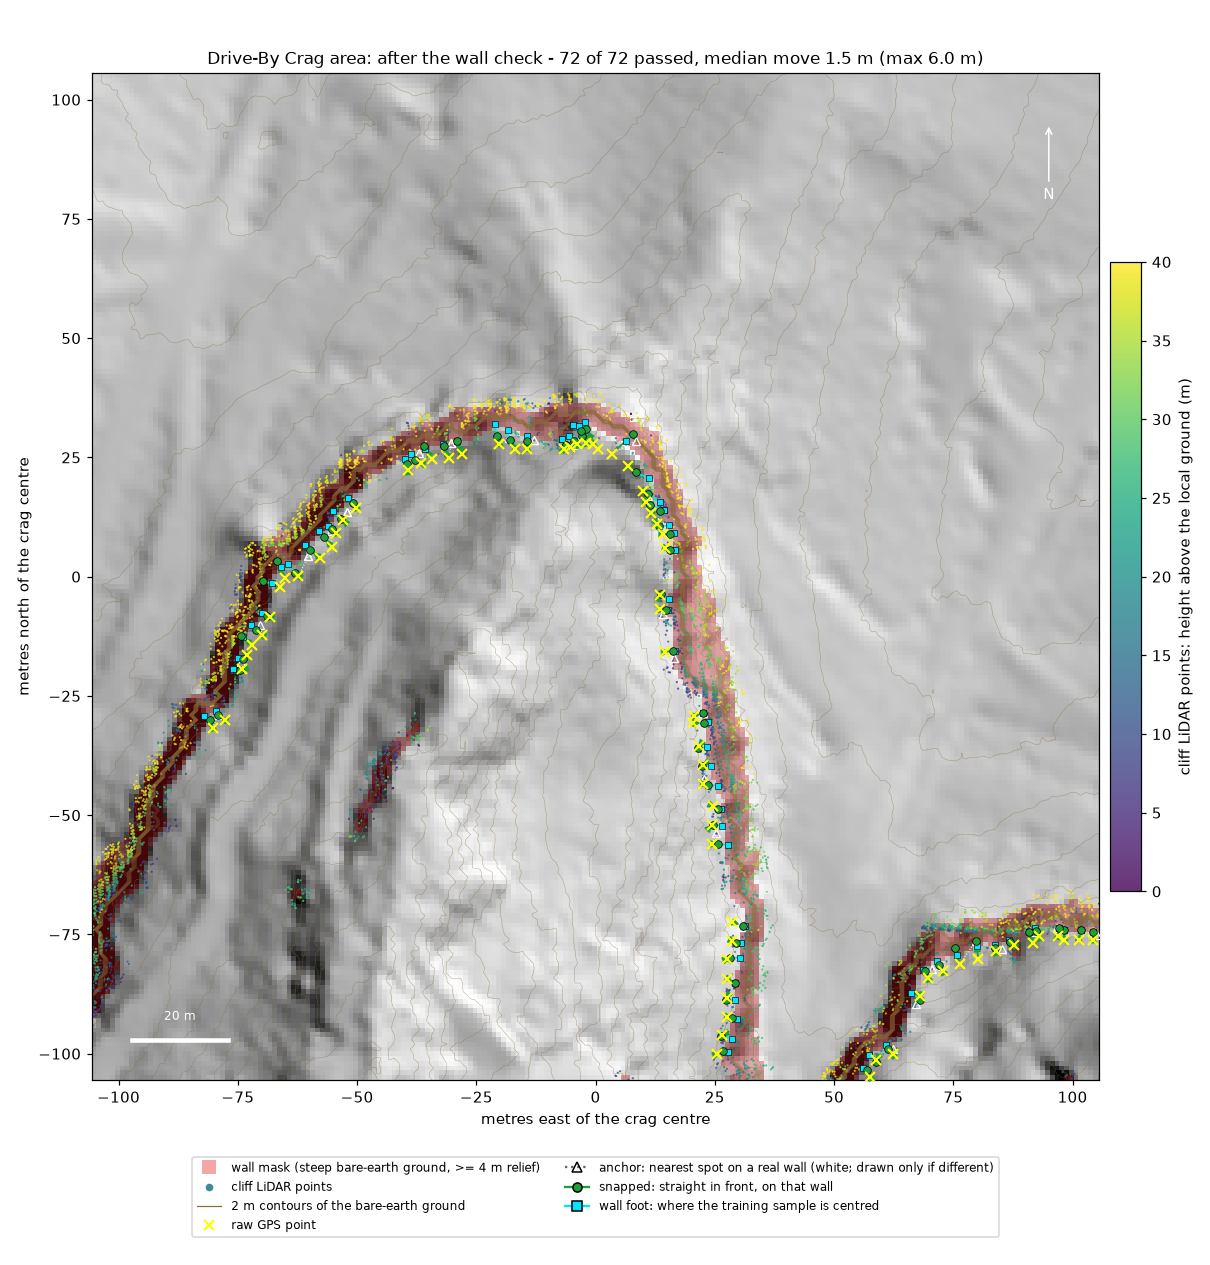 Drive-By Crag area: after the wall check - 72 of 72 passed, median move 1.5 m (max 6.0 m)
100
75
50
25
0
−25
−50
−75
−100
metres north of the crag centre
N
20 m
−100
−75
−50
−25
0
25
50
75
100
metres east of the crag centre
40
35
30
25
20
15
10
5
0
cliff LiDAR points: height above the local ground (m)
wall mask (steep bare-earth ground, >= 4 m relief)
cliff LiDAR points
2 m contours of the bare-earth ground
raw GPS point
anchor: nearest spot on a real wall (white; drawn only if different)
snapped: straight in front, on that wall
wall foot: where the training sample is centred